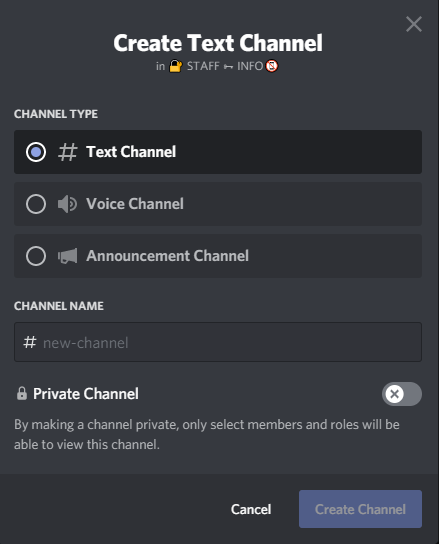 Create Text Channel
in 🔒 STAFF ⊶ INFO
CHANNEL TYPE
# Text Channel
Voice Channel
Announcement Channel
CHANNEL NAME
# new-channel
Private Channel
By making a channel private, only select members and roles will be
able to view this channel.
Cancel Create Channel